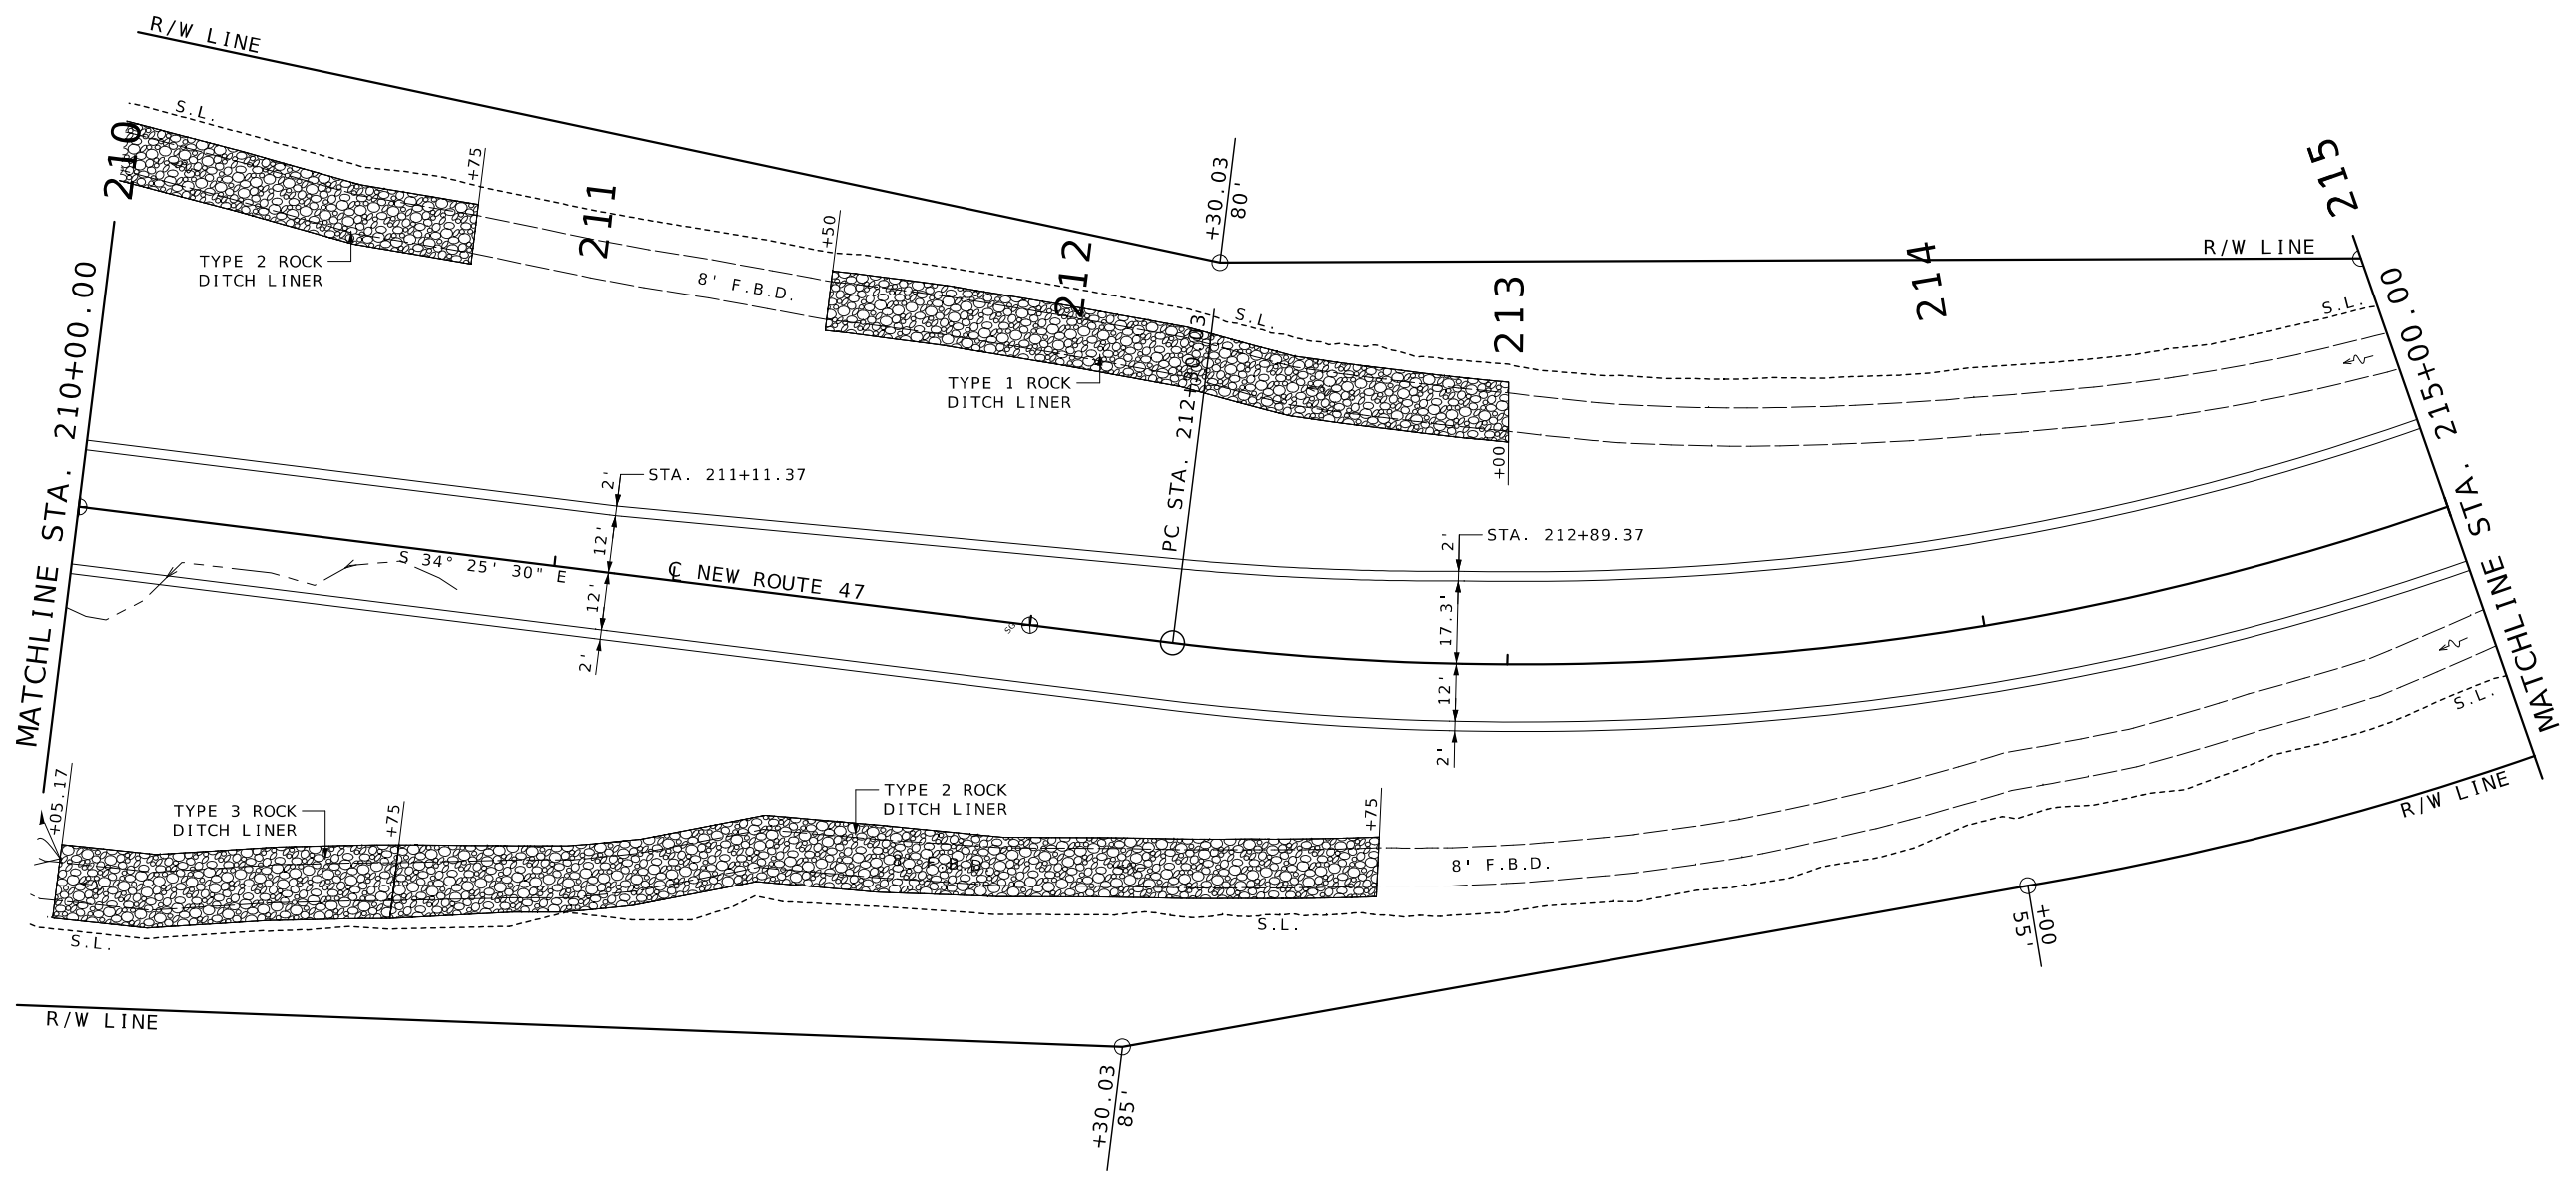 R/W LINE
S.L.
210
+75
211
+50
212
+30.03
80'
S.L.
213
214
215
R/W LINE
S.L.
TYPE 2 ROCK
DITCH LINER
8' F.B.D.
TYPE 1 ROCK
DITCH LINER
PC STA. 212+30.03
+00
MATCHLINE STA. 210+00.00
MATCHLINE STA. 215+00.00
2'
STA. 211+11.37
12'
12'
2'
S 34° 25' 30" E
℄ NEW ROUTE 47
2'
STA. 212+89.37
17.3'
12'
2'
S.L.
R/W LINE
+05.17
TYPE 3 ROCK
DITCH LINER
+75
TYPE 2 ROCK
DITCH LINER
+75
8' F.B.D.
8' F.B.D.
S.L.
S.L.
+00
55'
R/W LINE
+30.03
85'